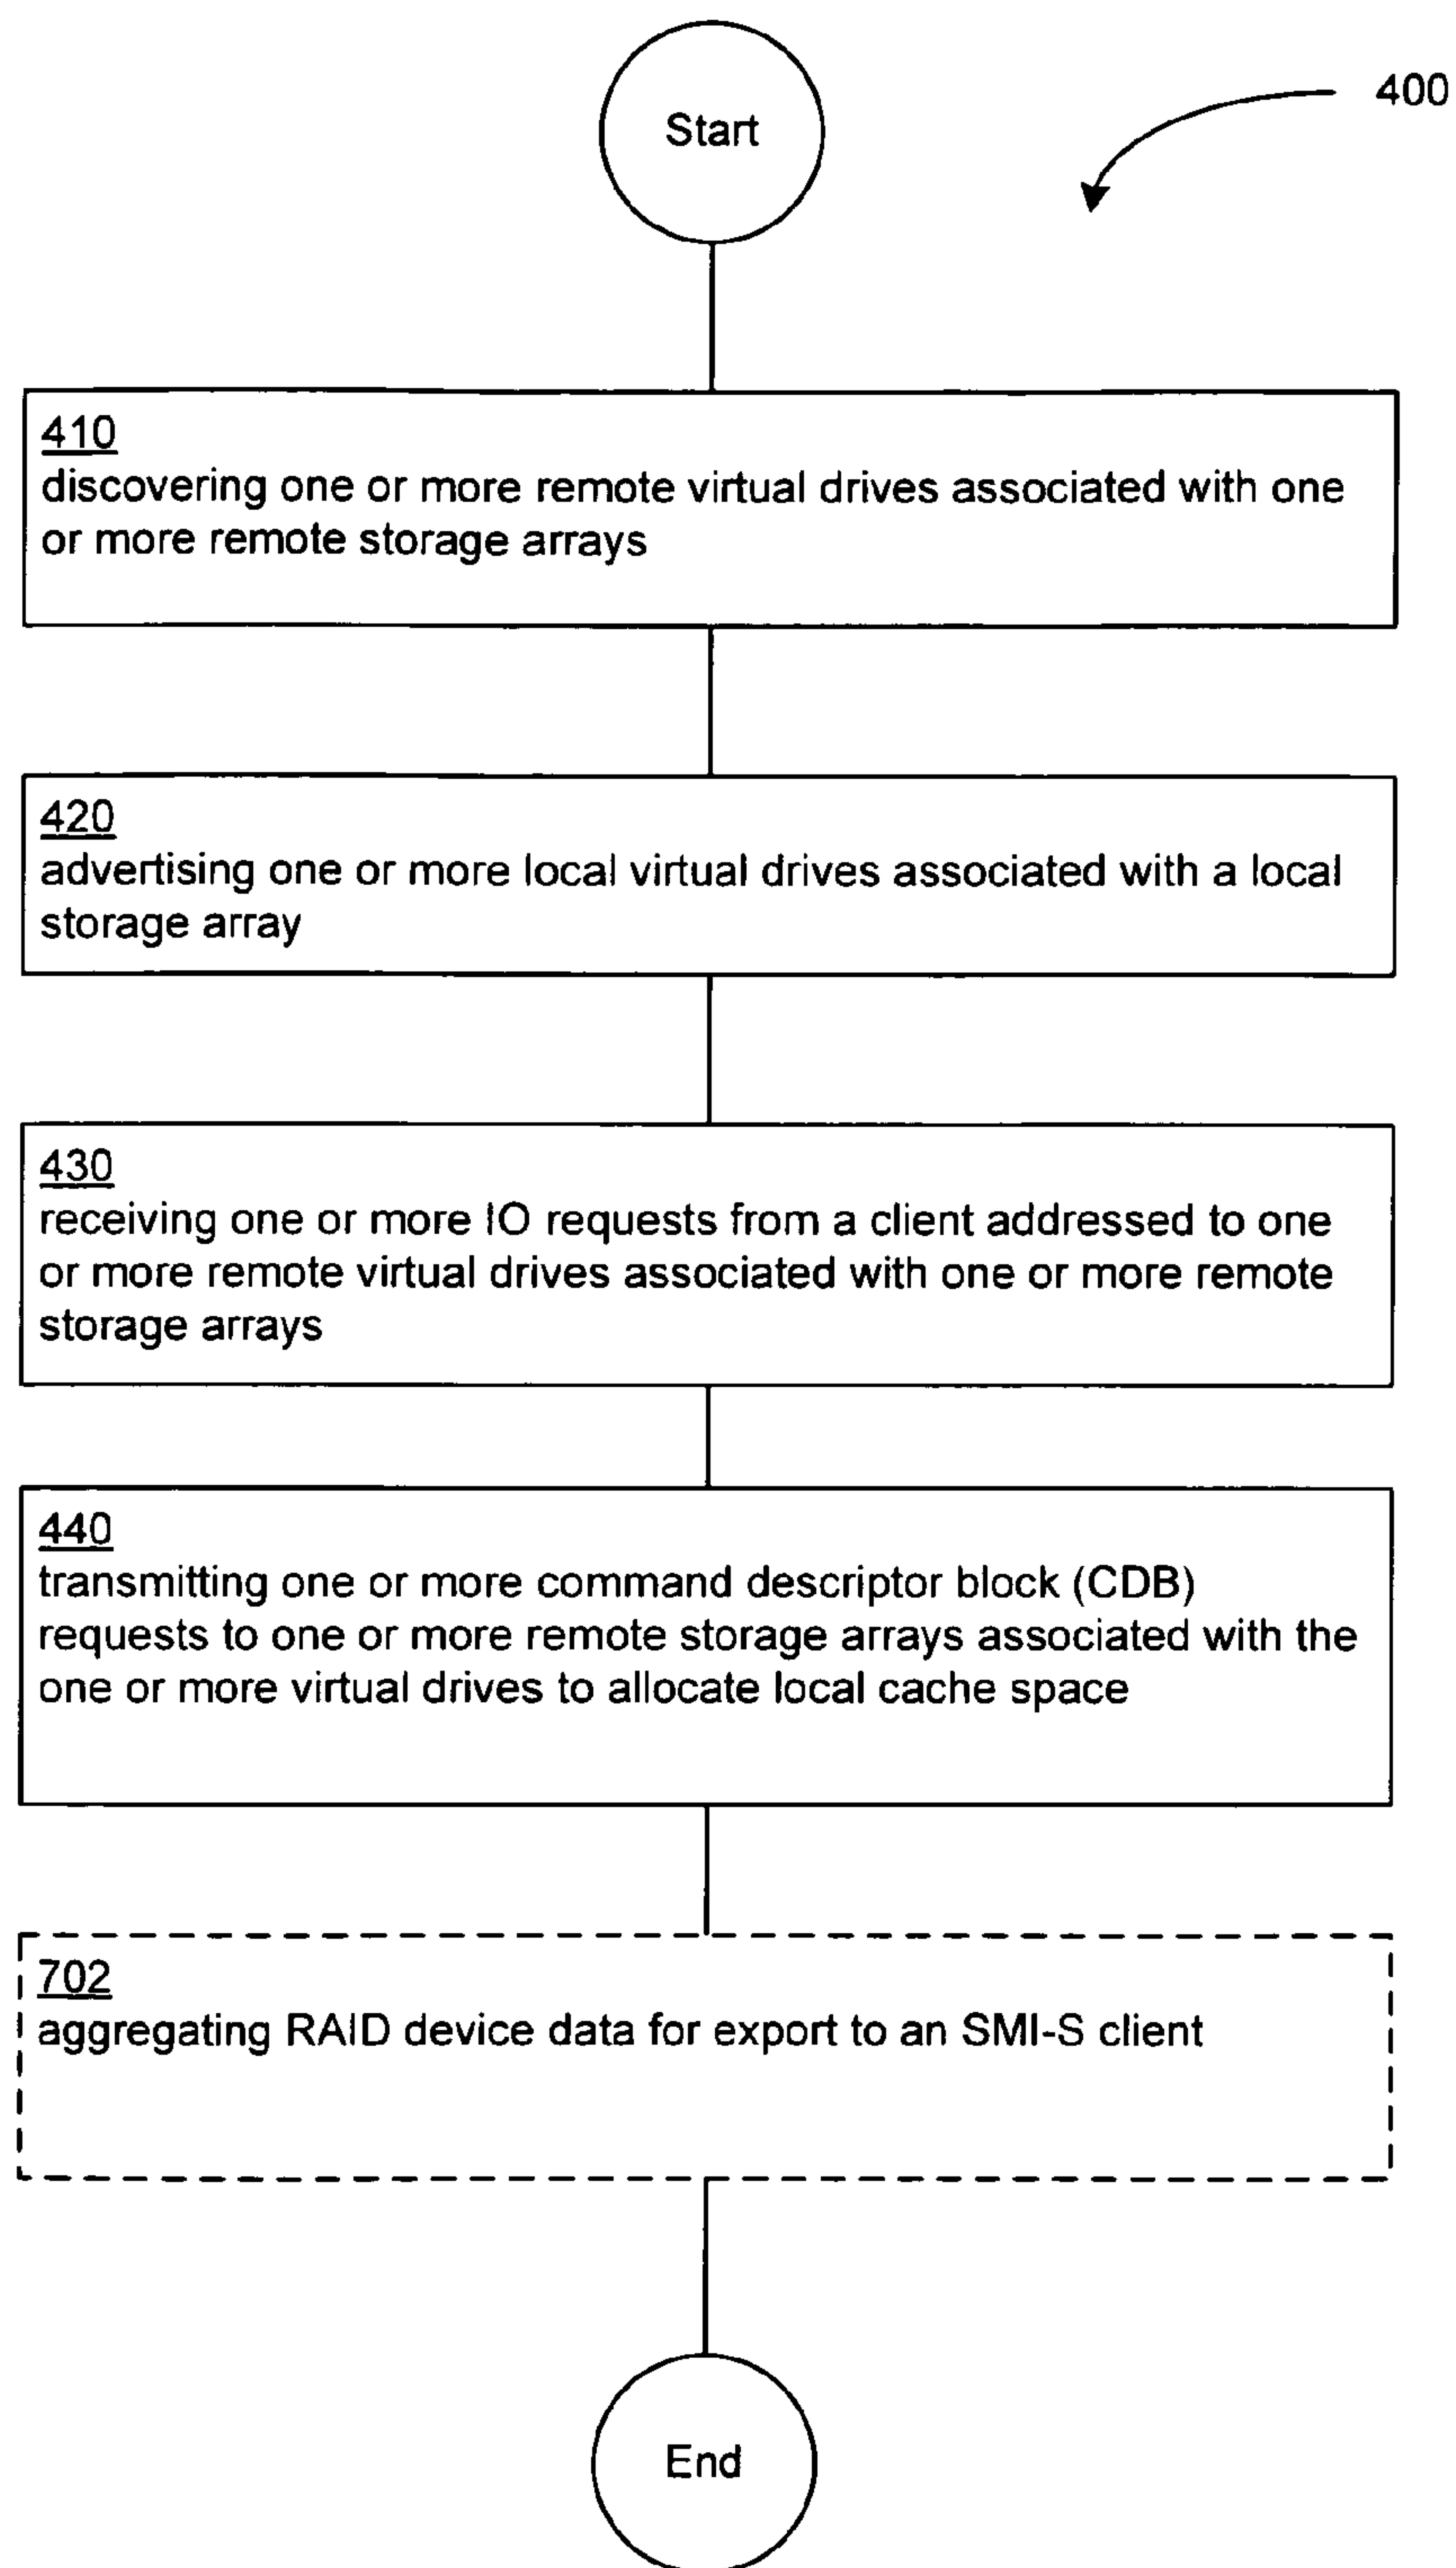 Start
400
410
discovering one or more remote virtual drives associated with one
or more remote storage arrays
420
advertising one or more local virtual drives associated with a local
storage array
430
receiving one or more IO requests from a client addressed to one
or more remote virtual drives associated with one or more remote
storage arrays
440
transmitting one or more command descriptor block (CDB)
requests to one or more remote storage arrays associated with the
one or more virtual drives to allocate local cache space
702
aggregating RAID device data for export to an SMI-S client
End